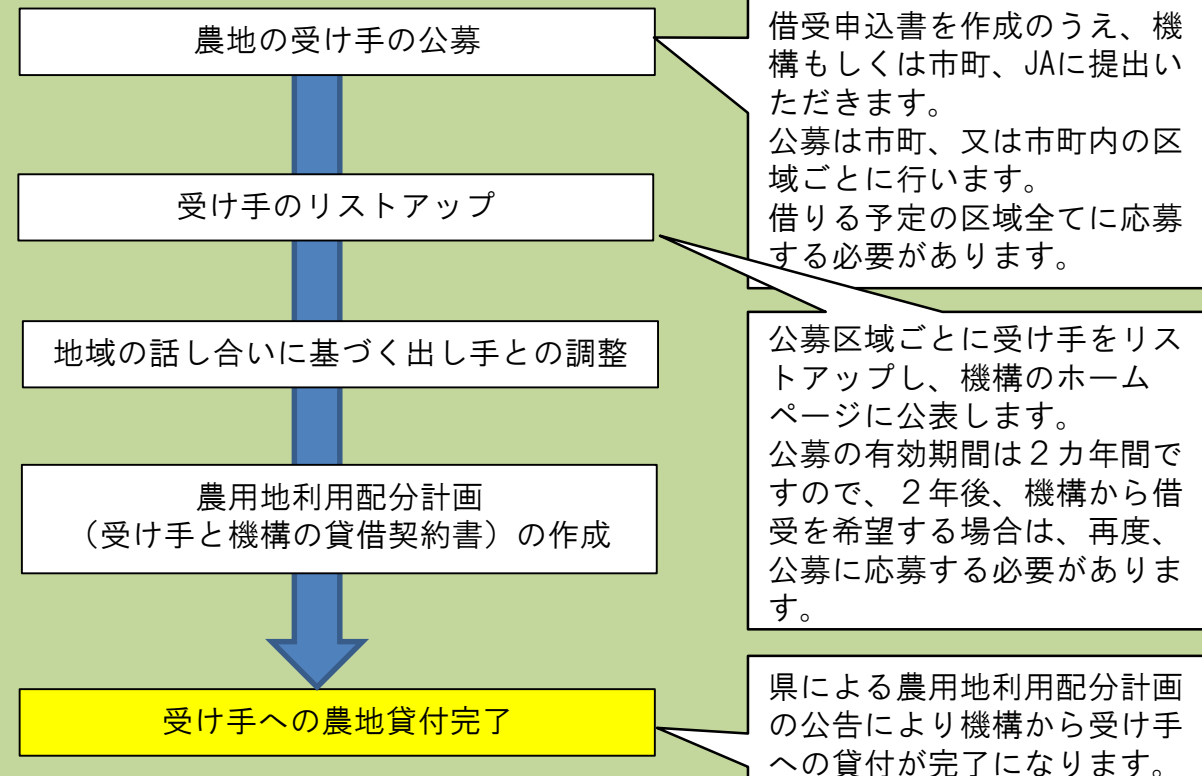 農地の受け手の公募
借受申込書を作成のうえ、機
構もしくは市町、JAに提出い
ただきます。
公募は市町、又は市町内の区
域ごとに行います。
借りる予定の区域全てに応募
する必要があります。
受け手のリストアップ
公募区域ごとに受け手をリス
トアップし、機構のホーム
ページに公表します。
公募の有効期間は２カ年間で
すので、２年後、機構から借
受を希望する場合は、再度、
公募に応募する必要がありま
す。
地域の話し合いに基づく出し手との調整
農用地利用配分計画
（受け手と機構の貸借契約書）の作成
受け手への農地貸付完了
県による農用地利用配分計画
の公告により機構から受け手
への貸付が完了になります。